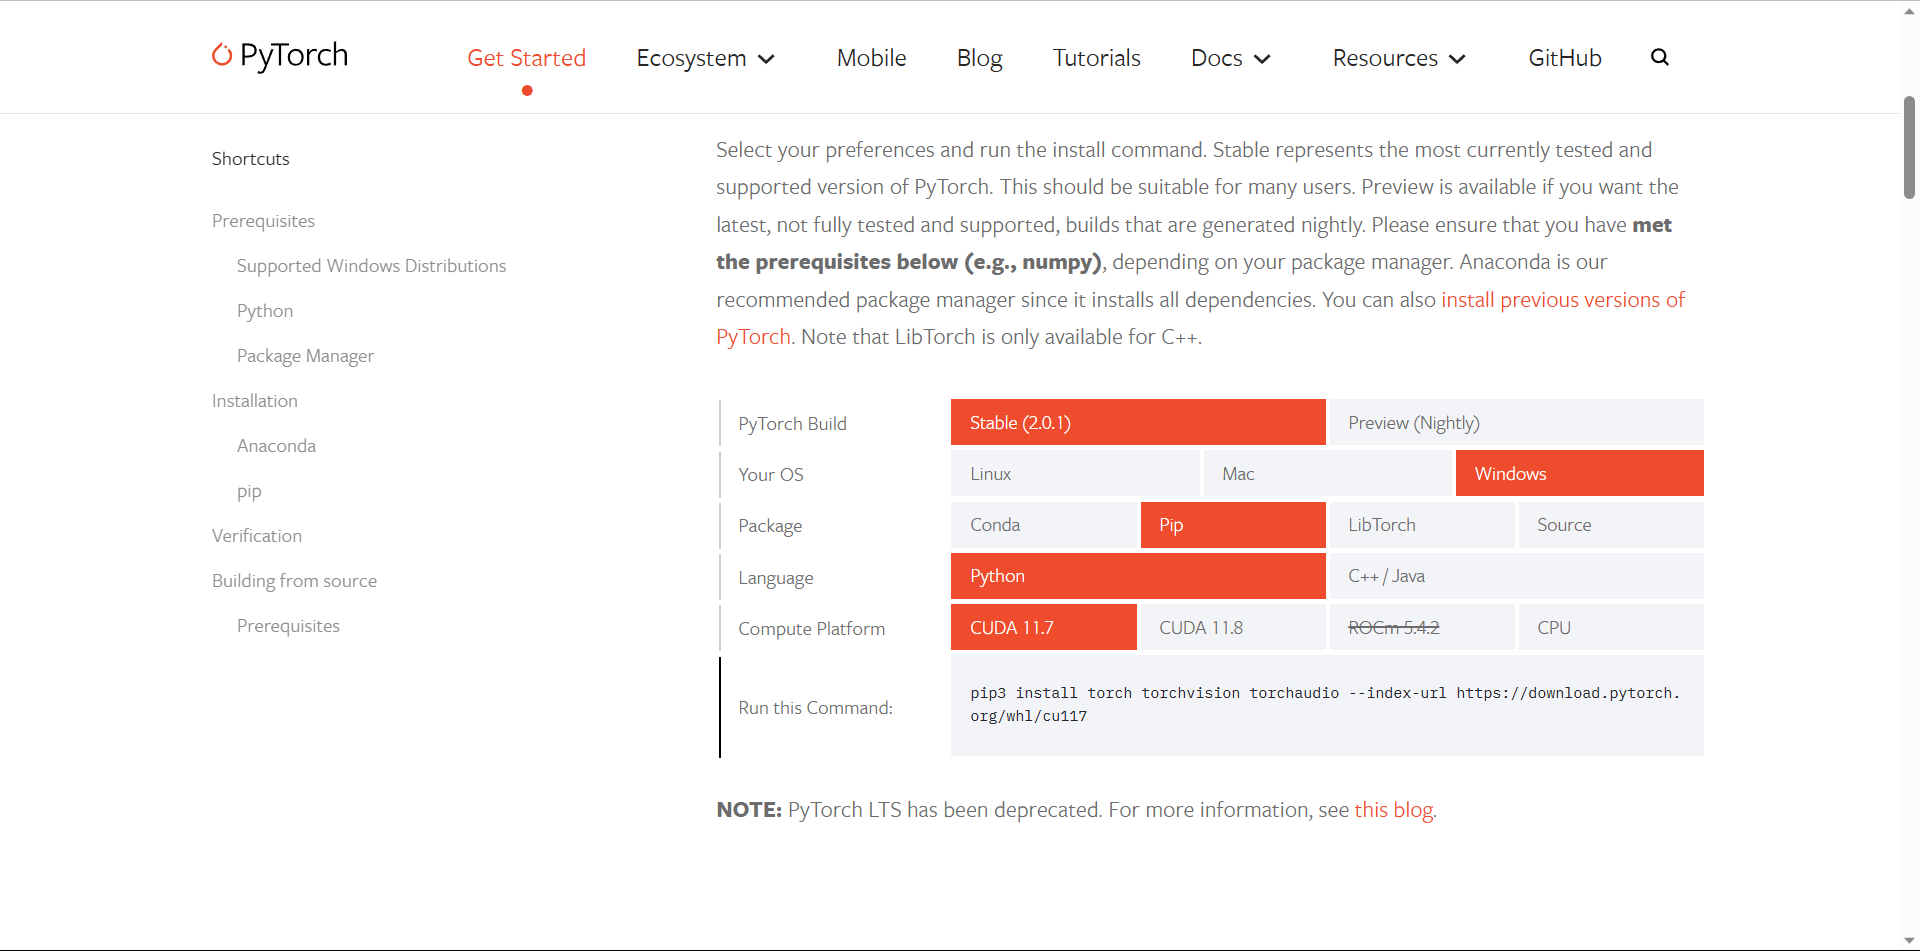 PyTorch
Get Started
Ecosystem
Mobile
Blog
Tutorials
Docs
Resources
GitHub
Shortcuts
Prerequisites
Supported Windows Distributions
Python
Package Manager
Installation
Anaconda
pip
Verification
Building from source
Prerequisites
Select your preferences and run the install command. Stable represents the most currently tested and
supported version of PyTorch. This should be suitable for many users. Preview is available if you want the
latest, not fully tested and supported, builds that are generated nightly. Please ensure that you have met
the prerequisites below (e.g., numpy), depending on your package manager. Anaconda is our
recommended package manager since it installs all dependencies. You can also install previous versions of
PyTorch. Note that LibTorch is only available for C++.
PyTorch Build
Stable (2.0.1)
Preview (Nightly)
Your OS
Linux
Mac
Windows
Package
Conda
Pip
LibTorch
Source
Language
Python
C++ / Java
Compute Platform
CUDA 11.7
CUDA 11.8
ROCm 5.4.2
CPU
Run this Command:
pip3 install torch torchvision torchaudio --index-url https://download.pytorch.
org/whl/cu117
NOTE: PyTorch LTS has been deprecated. For more information, see this blog.